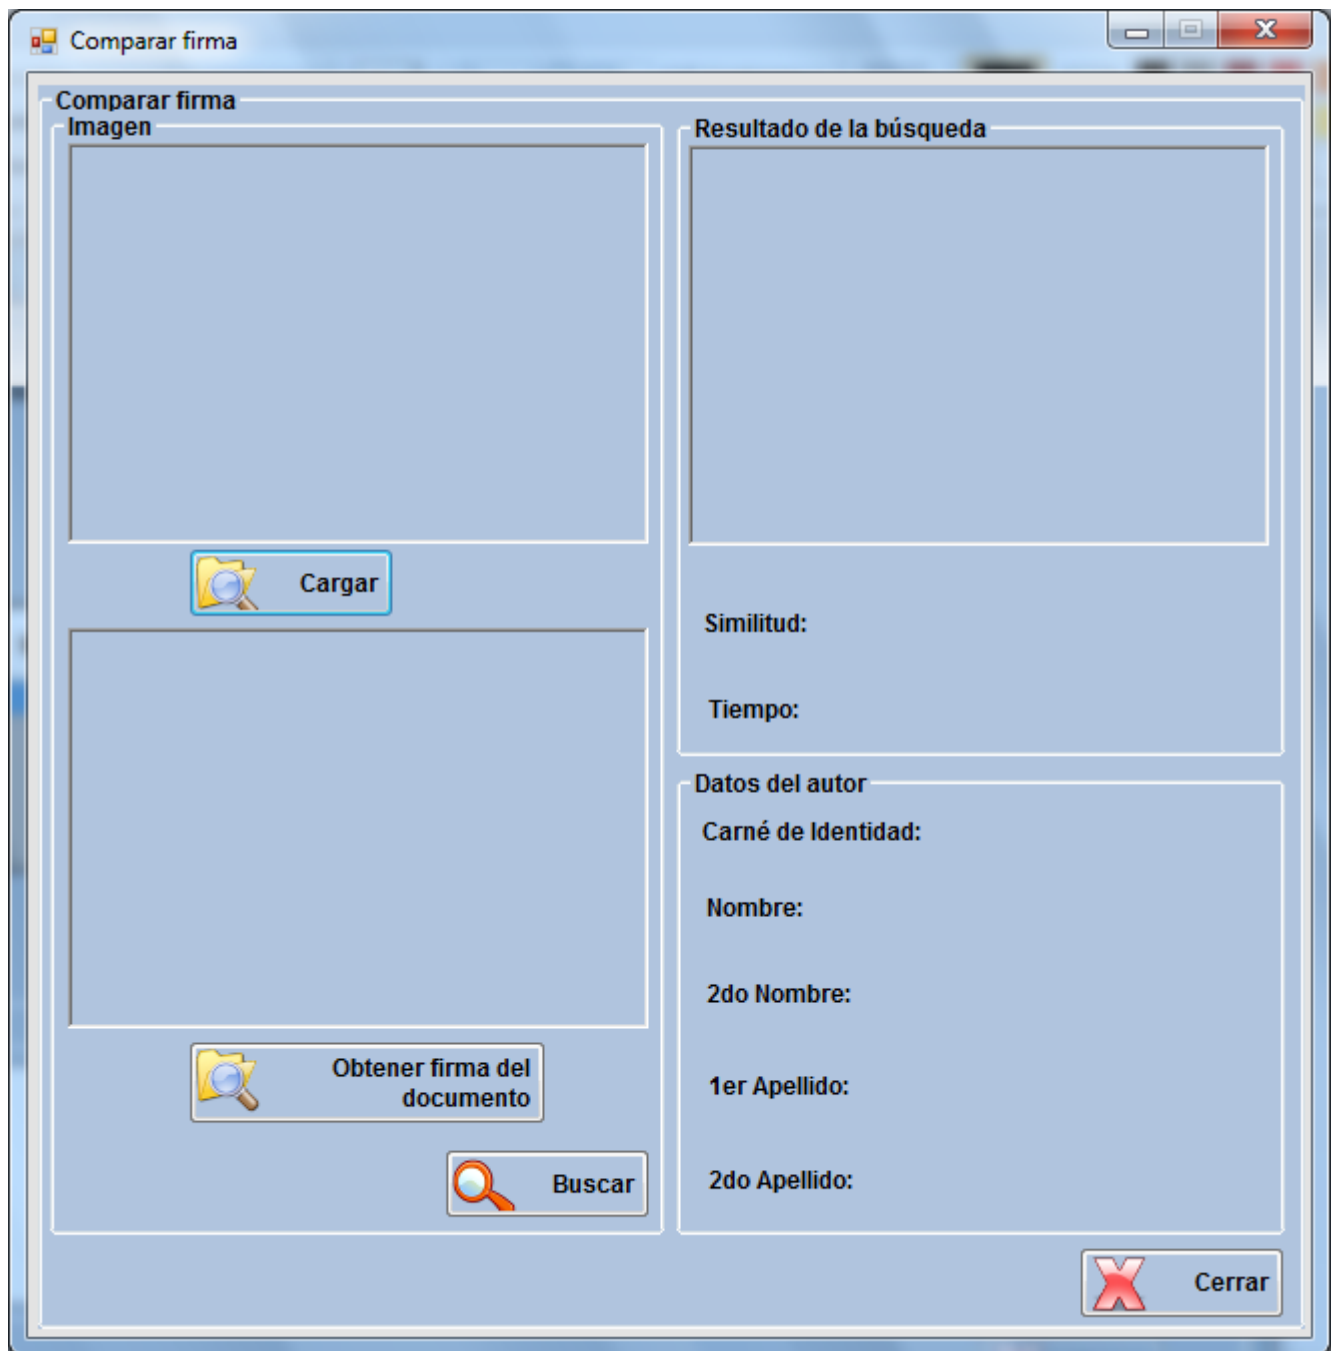 Comparar firma
Comparar firma
Imagen
Cargar
Obtener firma del
documento
Buscar
Resultado de la búsqueda
Similitud:
Tiempo:
Datos del autor
Carné de Identidad:
Nombre:
2do Nombre:
1er Apellido:
2do Apellido:
Cerrar